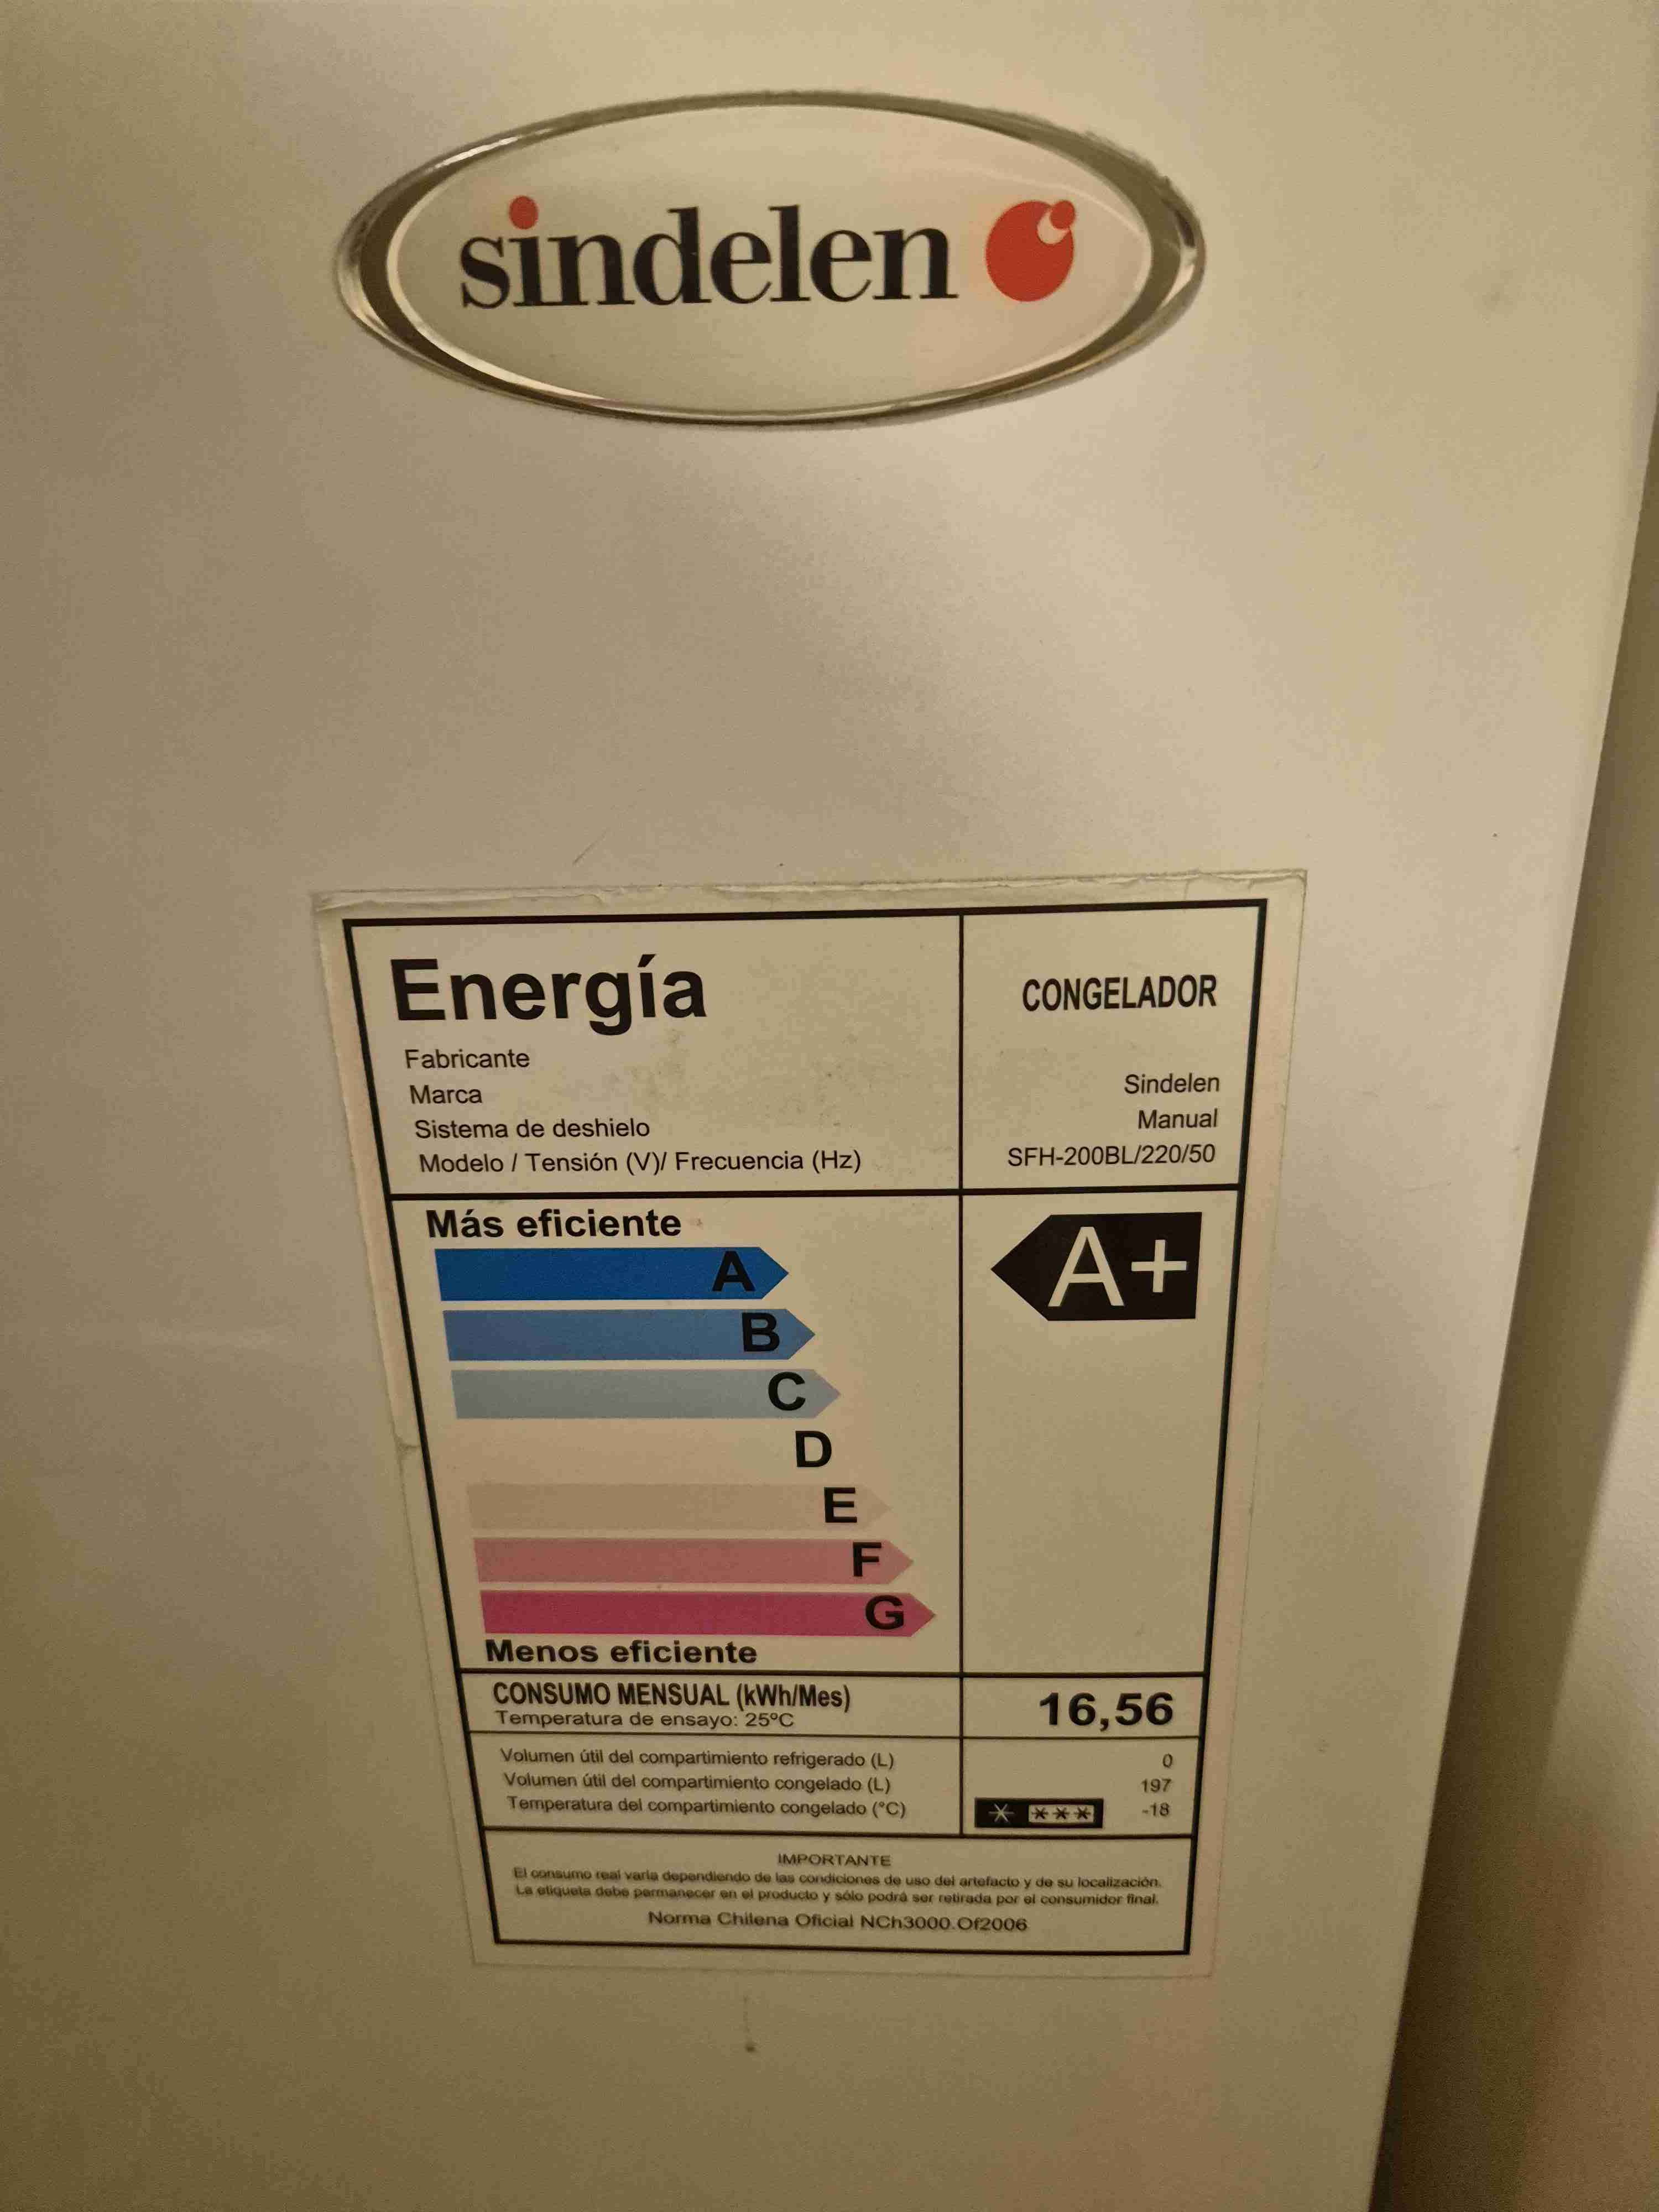 sindelen
Energía
CONGELADOR
Fabricante
Marca
Sindelen
Sistema de deshielo
Manual
Modelo / Tensión (V)/ Frecuencia (Hz)
SFH-200BL/220/50
Más eficiente
A
A+
B
C
D
E
F
G
Menos eficiente
CONSUMO MENSUAL (kWh/Mes)
16,56
Temperatura de ensayo: 25ºC
Volumen útil del compartimiento refrigerado (L)
0
Volumen útil del compartimiento congelado (L)
197
Temperatura del compartimiento congelado (°C)
-18
IMPORTANTE
El consumo real varía dependiendo de las condiciones de uso del artefacto y de su localización.
La etiqueta debe permanecer en el producto y sólo podrá ser retirada por el consumidor final.
Norma Chilena Oficial NCh3000.Of2006